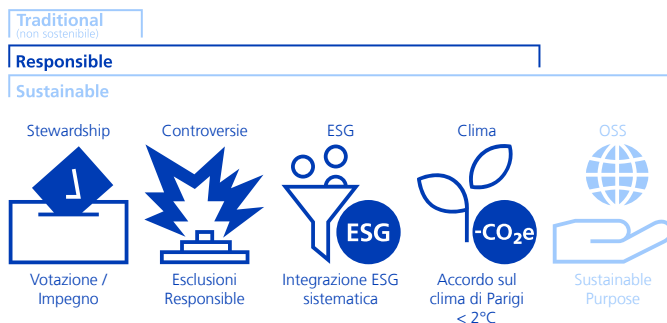 Traditional
(non sostenibile)
Responsible
Sustainable
Stewardship Controversie ESG Clima OSS
ESG -CO₂e
Votazione / Esclusioni Integrazione ESG Accordo sul Sustainable
Impegno Responsible sistematica clima di Parigi Purpose
< 2°C